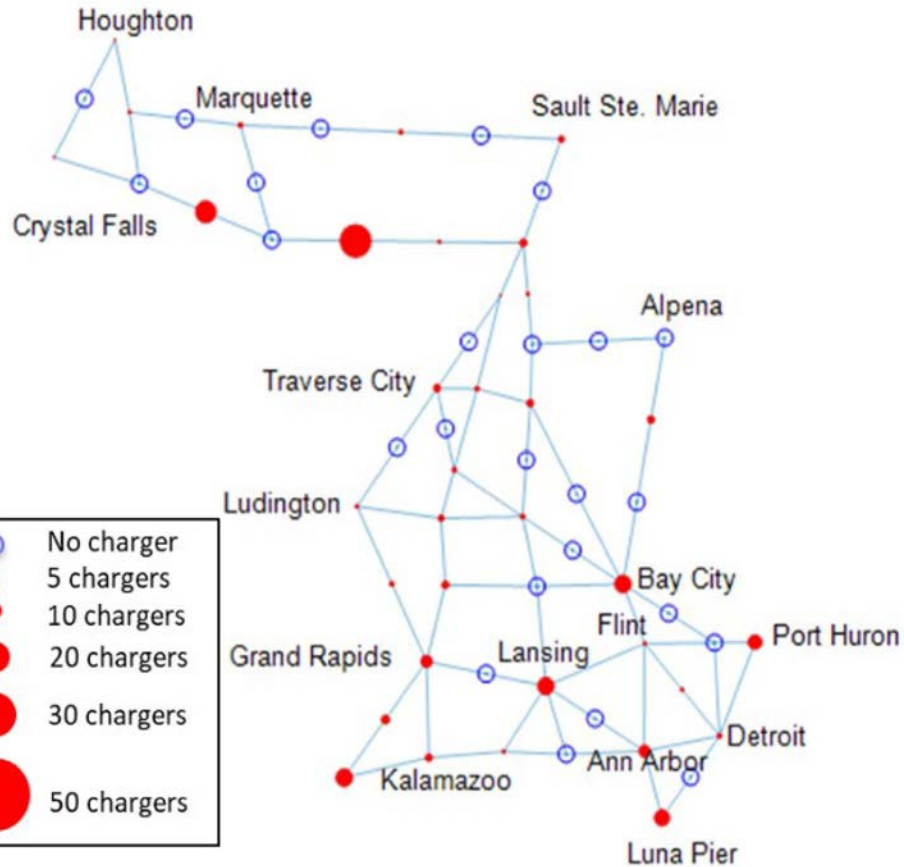 Houghton
Marquette
Sault Ste. Marie
Crystal Falls
Alpena
Traverse City
Ludington
No charger
5 chargers
10 chargers
20 chargers
30 chargers
50 chargers
Bay City
Flint
Port Huron
Grand Rapids
Lansing
Detroit
Ann Arbor
Kalamazoo
Luna Pier